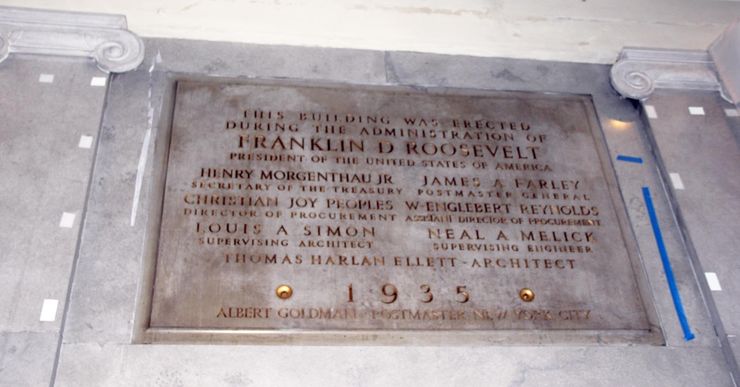 THIS BUILDING WAS ERECTED
DURING THE ADMINISTRATION OF
FRANKLIN D ROOSEVELT
PRESIDENT OF THE UNITED STATES OF AMERICA
HENRY MORGENTHAU JR JAMES A FARLEY
SECRETARY OF THE TREASURY POSTMASTER GENERAL
CHRISTIAN JOY PEOPLES W·ENGLEBERT REYNOLDS
DIRECTOR OF PROCUREMENT ASSISTANT DIRECTOR OF PROCUREMENT
LOUIS A SIMON NEAL A MELICK
SUPERVISING ARCHITECT SUPERVISING ENGINEER
THOMAS HARLAN ELLETT - ARCHITECT
1935
ALBERT GOLDMAN POSTMASTER NEW YORK CITY